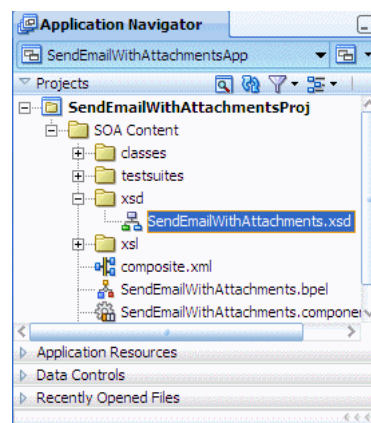 Application Navigator
SendEmailWithAttachmentsApp
Projects
SendEmailWithAttachmentsProj
SOA Content
classes
testsuites
xsd
SendEmailWithAttachments.xsd
xsl
composite.xml
SendEmailWithAttachments.bpel
SendEmailWithAttachments.componen
Application Resources
Data Controls
Recently Opened Files